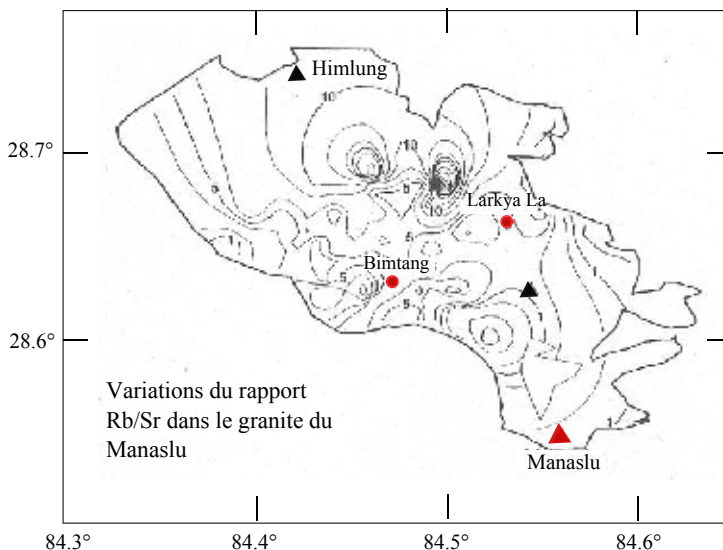 Himlung
10
10
28.7°
Larkya La
10
5
Bimtang
5
5
28.6°
Variations du rapport
Rb/Sr dans le granite du
Manaslu
1
Manaslu
84.3°
84.4°
84.5°
84.6°